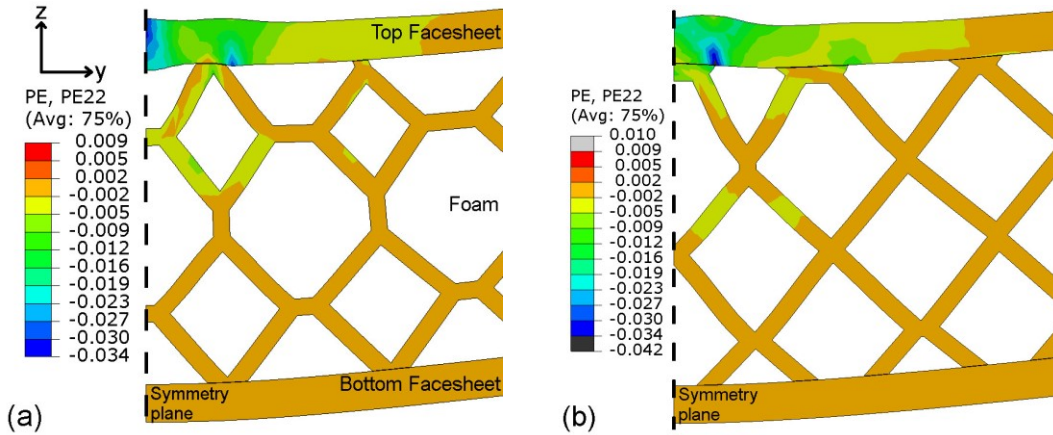 z
y
Top Facesheet
PE, PE22
(Avg: 75%)
0.009
0.005
0.002
-0.002
-0.005
-0.009
-0.012
-0.016
-0.019
-0.023
-0.027
-0.030
-0.034
Foam
Bottom Facesheet
Symmetry
plane
(a)
PE, PE22
(Avg: 75%)
0.010
0.009
0.005
0.002
-0.002
-0.005
-0.009
-0.012
-0.016
-0.019
-0.023
-0.027
-0.030
-0.034
-0.042
Symmetry
plane
(b)